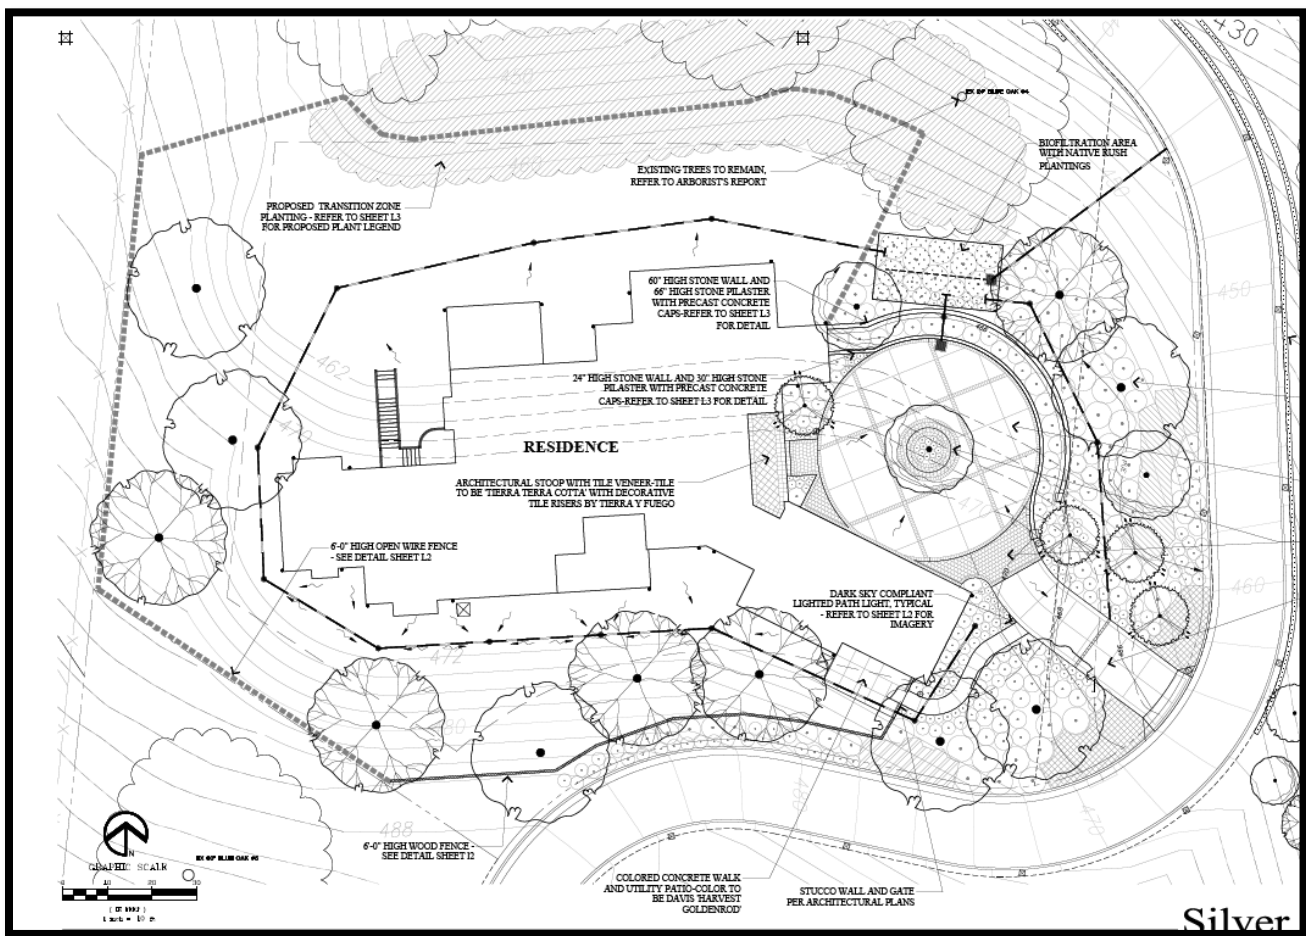 430
EXISTING TREES TO REMAIN,
REFER TO ARBORIST'S REPORT
BIOFILTRATION AREA
WITH NATIVE RUSH
PLANTINGS
PROPOSED TRANSITION ZONE
PLANTING - REFER TO SHEET L3
FOR PROPOSED PLANT LEGEND
60" HIGH STONE WALL AND
66" HIGH STONE PILASTER
WITH PRECAST CONCRETE
CAPS-REFER TO SHEET L3
FOR DETAIL
450
462
24" HIGH STONE WALL AND 30" HIGH STONE
PILASTER WITH PRECAST CONCRETE
CAPS-REFER TO SHEET L3 FOR DETAIL
RESIDENCE
ARCHITECTURAL STOOP WITH TILE VENEER-TILE
TO BE 'TIERRA TERRA COTTA' WITH DECORATIVE
TILE RISERS BY TIERRA Y FUEGO
6'-0" HIGH OPEN WIRE FENCE
- SEE DETAIL SHEET L2
460
DARK SKY COMPLIANT
LIGHTED PATH LIGHT, TYPICAL
- REFER TO SHEET L2 FOR
IMAGERY
472
488
470
N
GRAPHIC SCALE
6'-0" HIGH WOOD FENCE -
SEE DETAIL SHEET l2
COLORED CONCRETE WALK
AND UTILITY PATIO-COLOR TO
BE DAVIS 'HARVEST
GOLDENROD'
STUCCO WALL AND GATE
PER ARCHITECTURAL PLANS
Silver